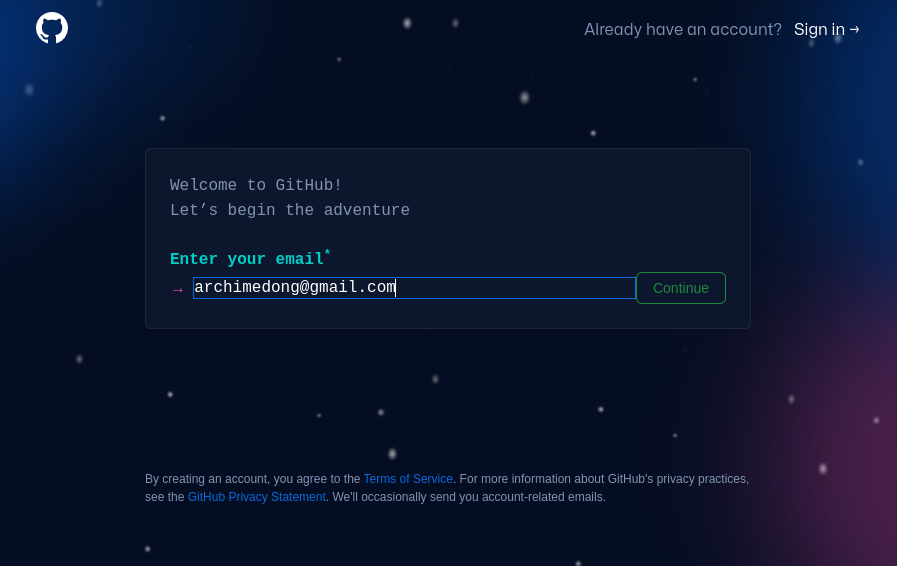 Already have an account? Sign in →
Welcome to GitHub!
Let’s begin the adventure
Enter your email*
→ archimedong@gmail.com Continue
By creating an account, you agree to the Terms of Service. For more information about GitHub's privacy practices,
see the GitHub Privacy Statement. We'll occasionally send you account-related emails.